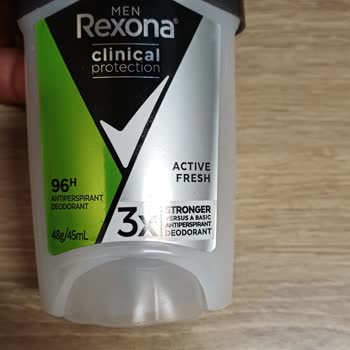 MEN
Rexona
clinical
protection
ACTIVE
FRESH
96H
ANTIPERSPIRANT
DEODORANT
48g/45mL
3x
STRONGER
VERSUS A BASIC
ANTIPERSPIRANT
DEODORANT